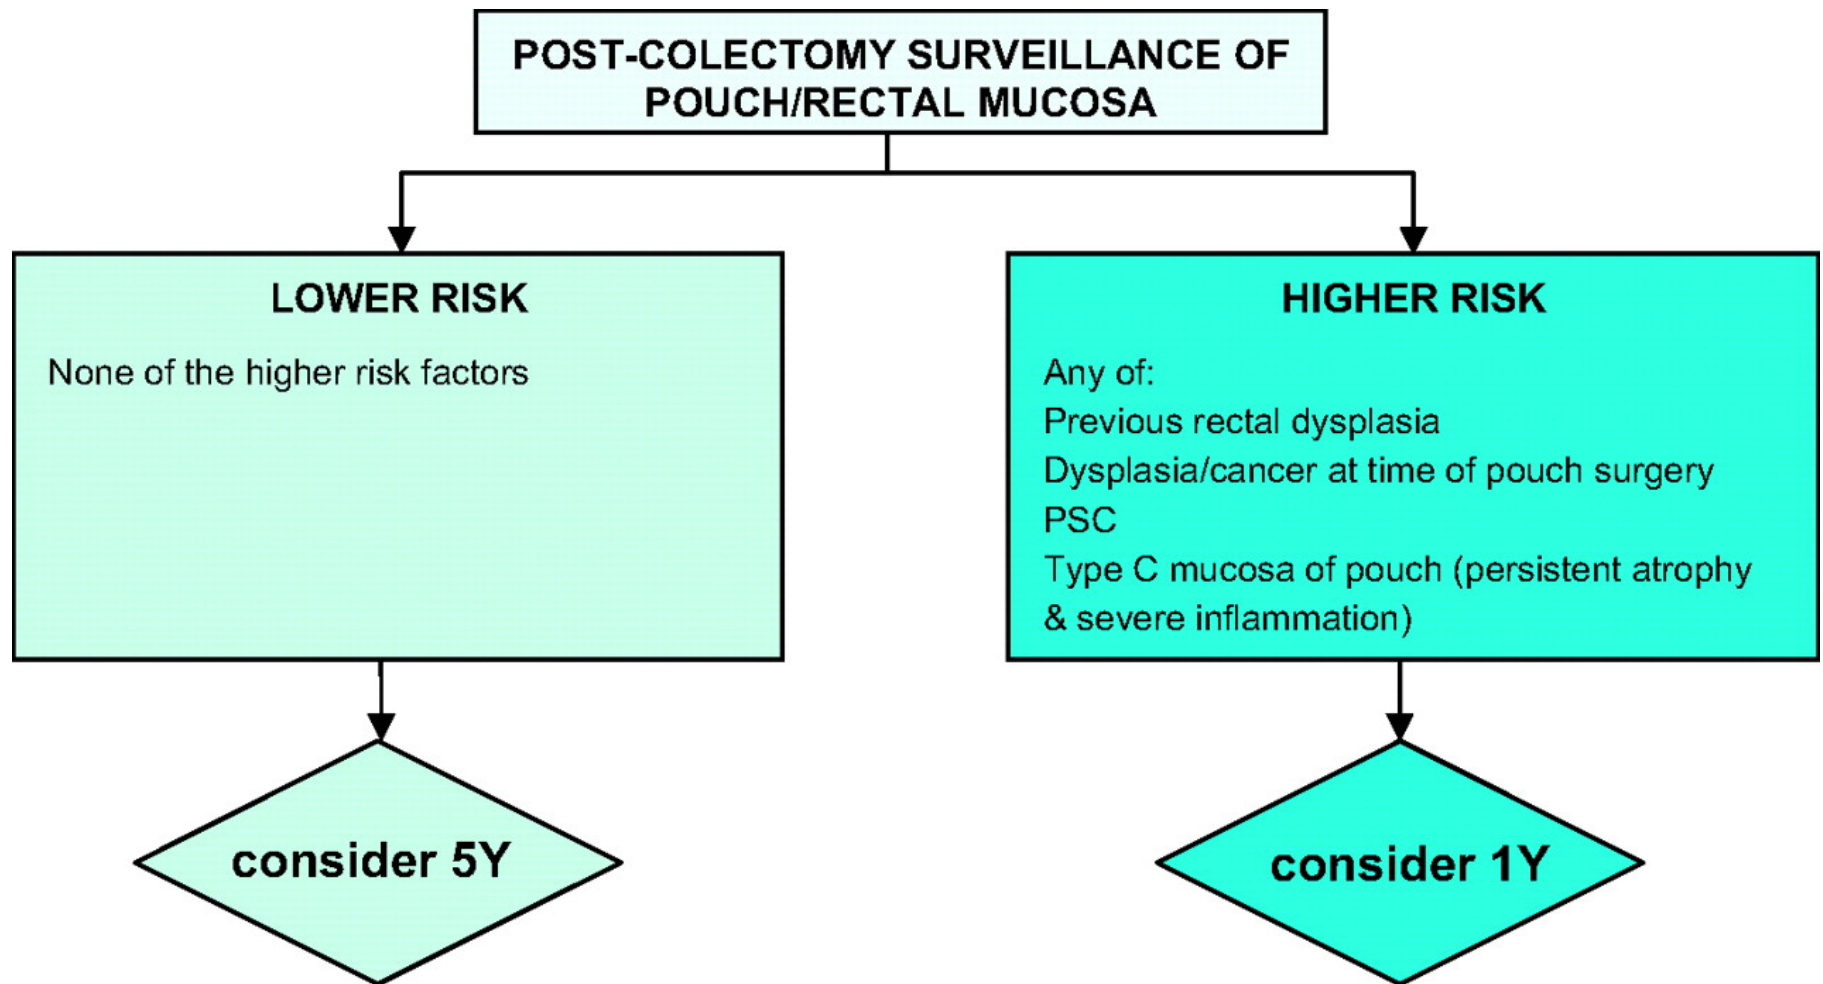 POST-COLECTOMY SURVEILLANCE OF
POUCH/RECTAL MUCOSA
LOWER RISK
None of the higher risk factors
HIGHER RISK
Any of:
Previous rectal dysplasia
Dysplasia/cancer at time of pouch surgery
PSC
Type C mucosa of pouch (persistent atrophy
& severe inflammation)
consider 5Y
consider 1Y